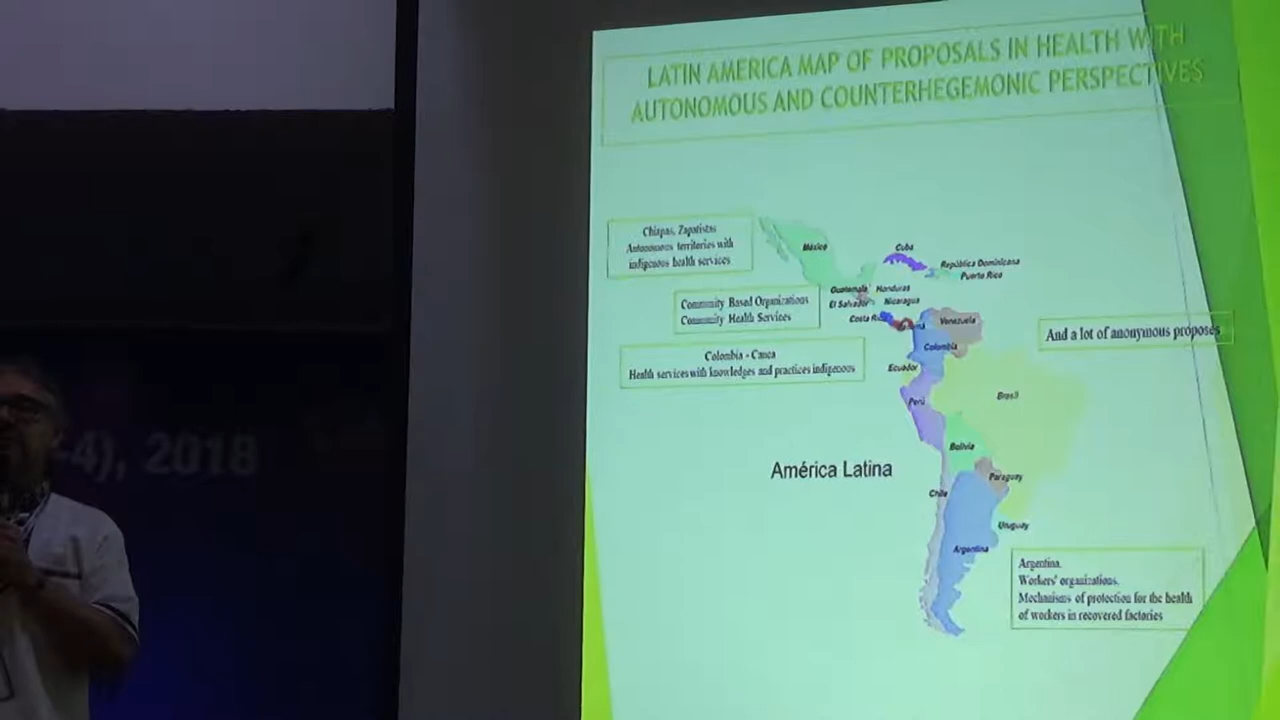 LATIN AMERICA MAP OF PROPOSALS IN HEALTH WITH
AUTONOMOUS AND COUNTERHEGEMONIC PERSPECTIVES
Chiapas, Zapatistas
Autonomous territories with
indigenous health services
Community Based Organizations
Community Health Services
Colombia - Cauca
Health services with knowledges and practices indigenous
And a lot of anonymous proposes
México
Cuba
República Dominicana
Puerto Rico
Guatemala
Honduras
El Salvador
Nicaragua
Venezuela
Colombia
Ecuador
Perú
Brasil
Bolivia
Paraguay
Chile
Uruguay
Argentina
América Latina
Argentina.
Workers' organizations.
Mechanisms of protection for the health
of workers in recovered factories
-4), 2018